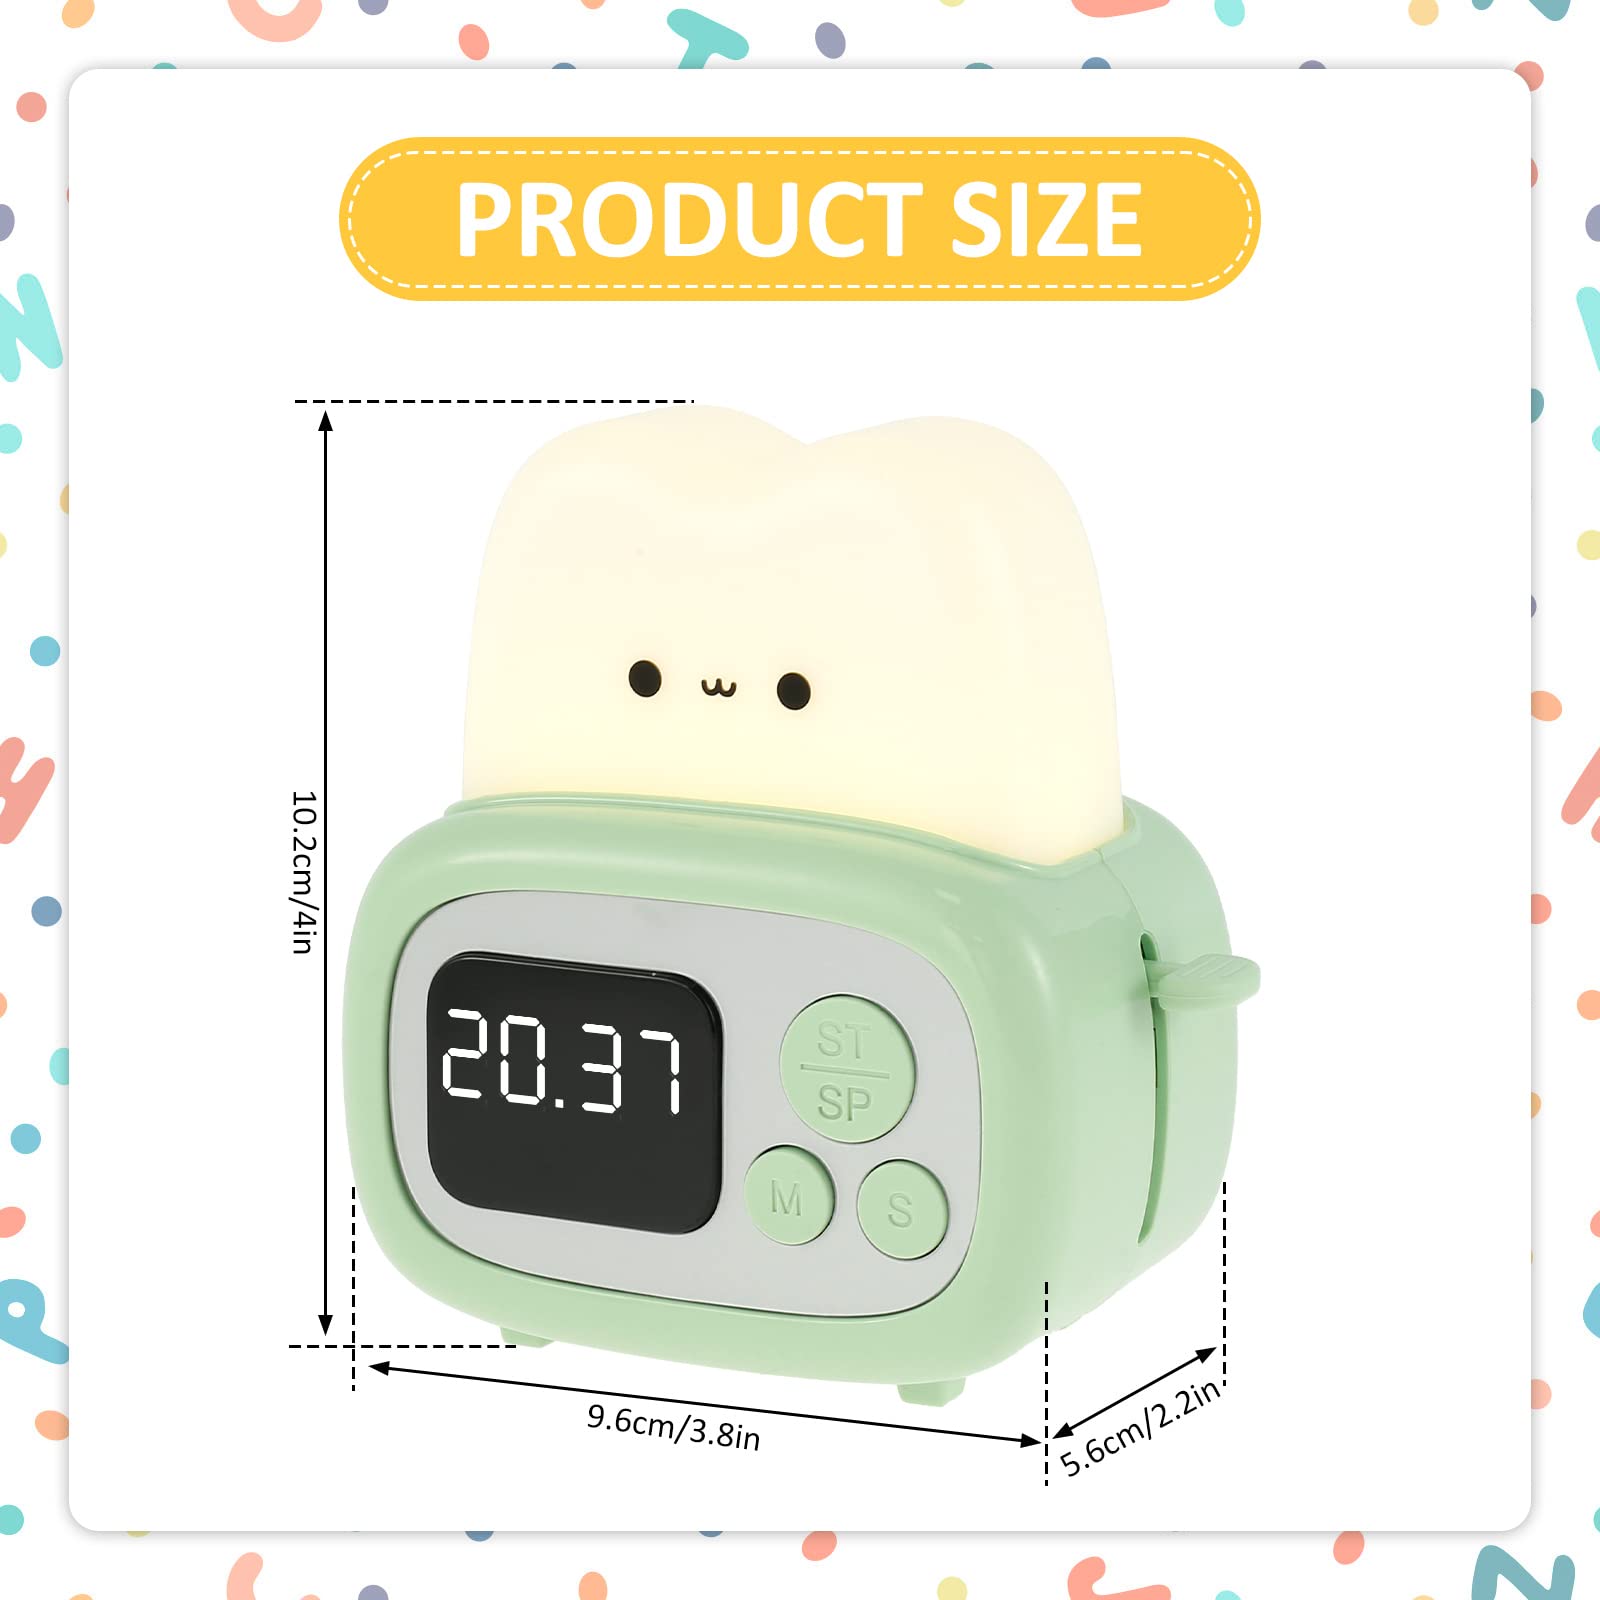 PRODUCT SIZE
10.2cm/4in
20.37
ST
SP
M
S
9.6cm/3.8in
5.6cm/2.2in